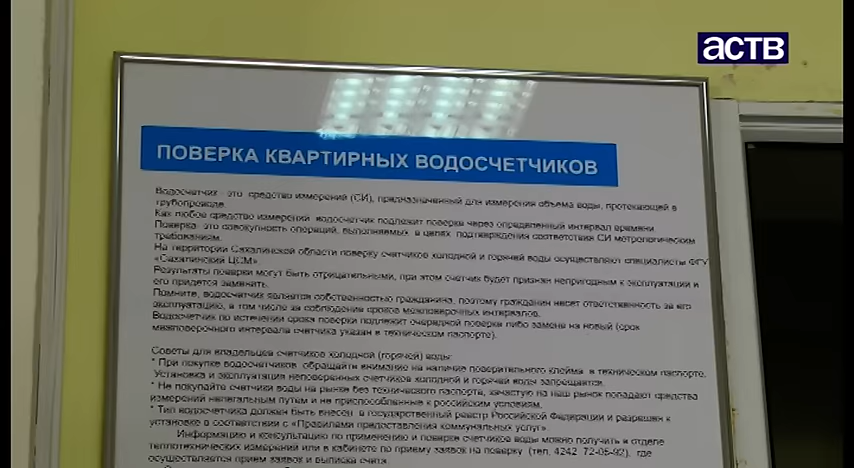 аств
ПОВЕРКА КВАРТИРНЫХ ВОДОСЧЕТЧИКОВ
Водосчетчик это средство измерений (СИ), предназначенный для измерения объема воды, протекающей в
трубопроводе.
Как любое средство измерений водосчетчик подлежит поверке через определенный интервал времени
Поверка это совокупность операций, выполняемых в целях подтверждения соответствия СИ метрологическим
требованиям.
На территории Сахалинской области поверку счетчиков холодной и горячей воды осуществляют специалисты ФГУ
«Сахалинский ЦСМ»
Результаты поверки могут быть отрицательными, при этом счетчик будет признан непригодным к эксплуатации и
его придется заменить.
Помните, водосчетчик является собственностью гражданина, поэтому гражданин несет ответственность за его
эксплуатацию, в том числе за соблюдение сроков межповерочных интервалов.
Водосчетчик по истечении срока поверки подлежит очередной поверке либо замене на новый (срок
межповерочного интервала счетчика указан в техническом паспорте).
Советы для владельцев счетчиков холодной (горячей) воды:
* При покупке водосчетчиков обращайте внимание на наличие поверительного клейма в техническом паспорте.
Установка и эксплуатация неповеренных счетчиков холодной и горячей воды запрещается.
* Не покупайте счетчики воды на рынке без технического паспорта, зачастую на наш рынок попадают средства
измерений нелегальным путем и не приспособленные к российским условиям.
* Тип водосчетчика должен быть внесен в государственный реестр Российской Федерации и разрешен к
установке в соответствии с «Правилами предоставления коммунальных услуг»
Информацию и консультацию по применению и поверке счетчиков воды можно получить в отделе
теплотехнических измерений или в кабинете по приему заявок на поверку (тел. 4242 72-05-92), где
осуществляется прием заявок и выписка счета